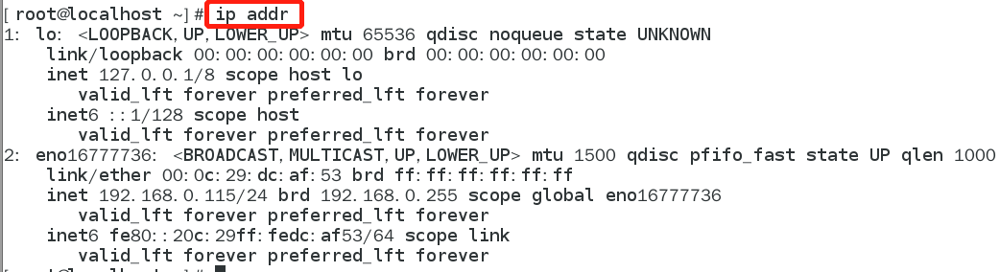 [ root@localhost ~] # ip addr
1: lo: <LOOPBACK, UP, LOWER_UP> mtu 65536 qdisc noqueue state UNKNOWN
link/loopback 00: 00: 00: 00: 00: 00 brd 00: 00: 00: 00: 00: 00
inet 127. 0. 0. 1/8 scope host lo
valid_lft forever preferred_lft forever
inet6 : : 1/128 scope host
valid_lft forever preferred_lft forever
2: eno16777736: <BROADCAST, MULTICAST, UP, LOWER_UP> mtu 1500 qdisc pfifo_fast state UP qlen 1000
link/ether 00: 0c: 29: dc: af: 53 brd ff: ff: ff: ff: ff: ff
inet 192. 168. 0. 115/24 brd 192. 168. 0. 255 scope global eno16777736
valid_lft forever preferred_lft forever
inet6 fe80: : 20c: 29ff: fedc: af53/64 scope link
valid_lft forever preferred_lft forever